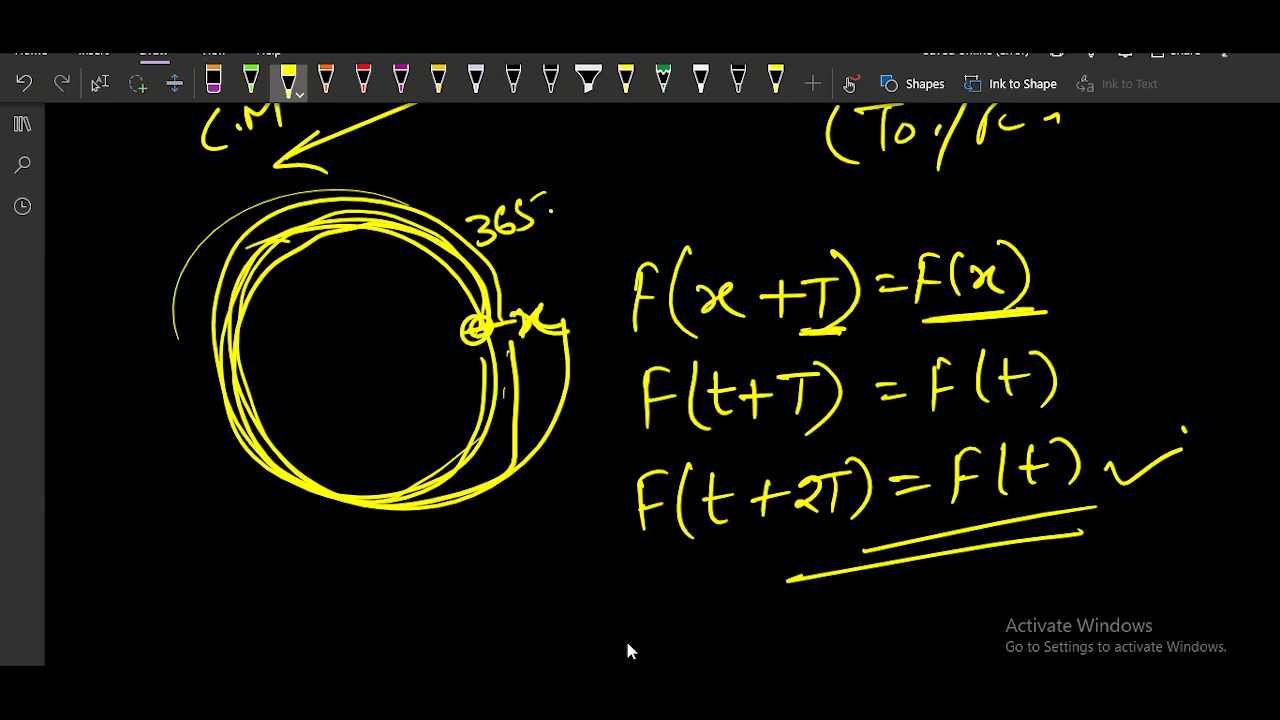 Shapes
Ink to Shape
Ink to Text
C.M
365
x
F(x+T)=F(x)
F(t+T) = F(t)
F(t+2T)=F(t)
Activate Windows
Go to Settings to activate Windows.